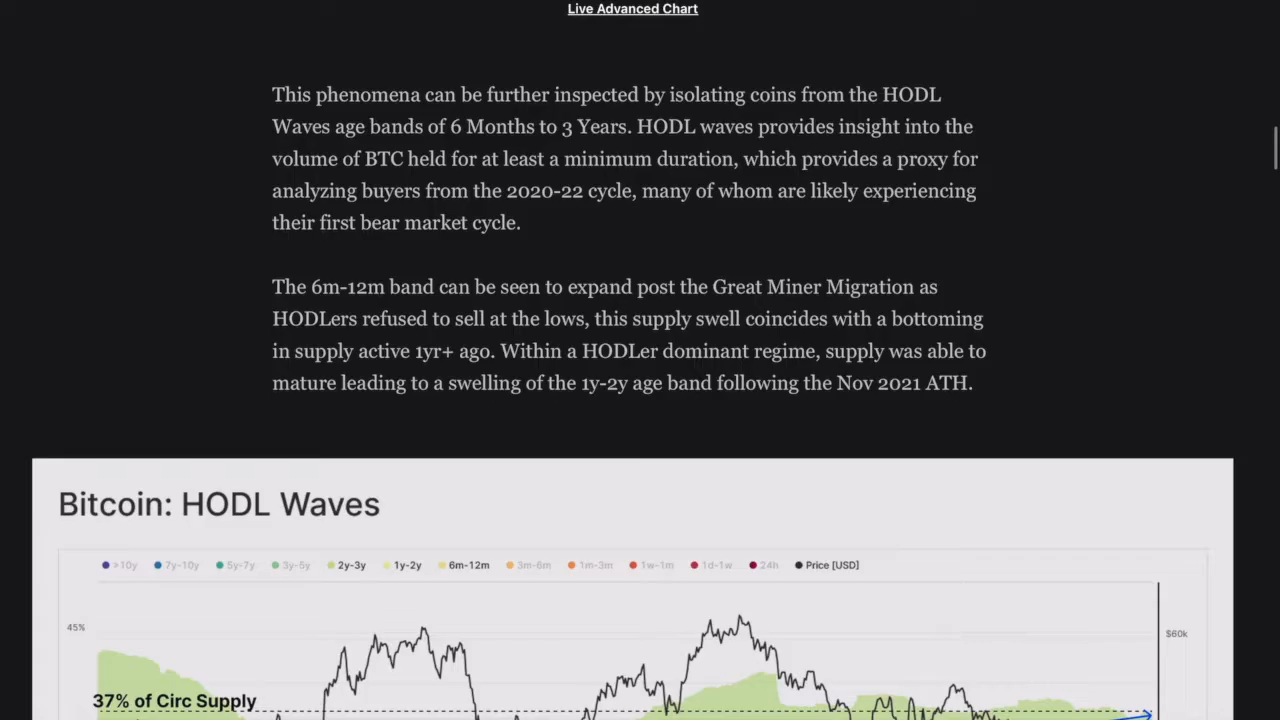 Live Advanced Chart
This phenomena can be further inspected by isolating coins from the HODL
Waves age bands of 6 Months to 3 Years. HODL waves provides insight into the
volume of BTC held for at least a minimum duration, which provides a proxy for
analyzing buyers from the 2020-22 cycle, many of whom are likely experiencing
their first bear market cycle.
The 6m-12m band can be seen to expand post the Great Miner Migration as
HODLers refused to sell at the lows, this supply swell coincides with a bottoming
in supply active 1yr+ ago. Within a HODLer dominant regime, supply was able to
mature leading to a swelling of the 1y-2y age band following the Nov 2021 ATH.
Bitcoin: HODL Waves
>10y 7y-10y 5y-7y 3y-5y 2y-3y 1y-2y 6m-12m 3m-6m 1m-3m 1w-1m 1d-1w 24h Price [USD]
45% $60k
37% of Circ Supply